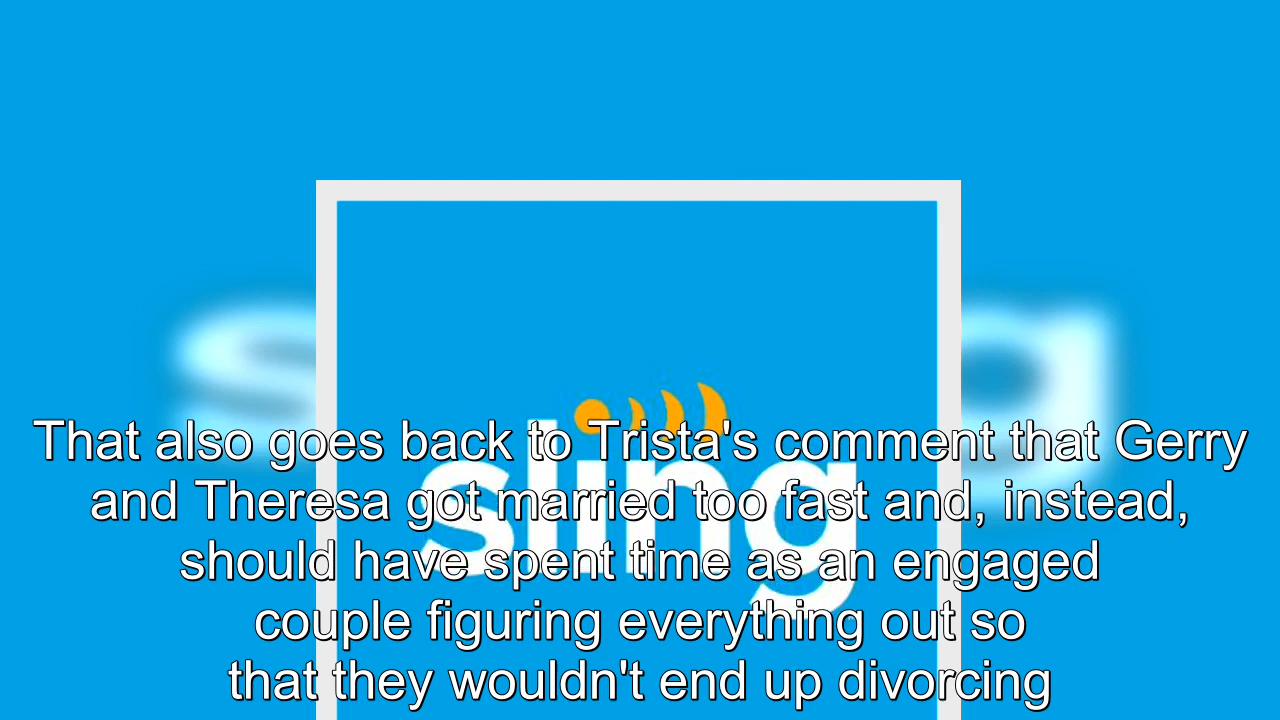 s g
sling
That also goes back to Trista's comment that Gerry
and Theresa got married too fast and, instead,
should have spent time as an engaged
couple figuring everything out so
that they wouldn't end up divorcing